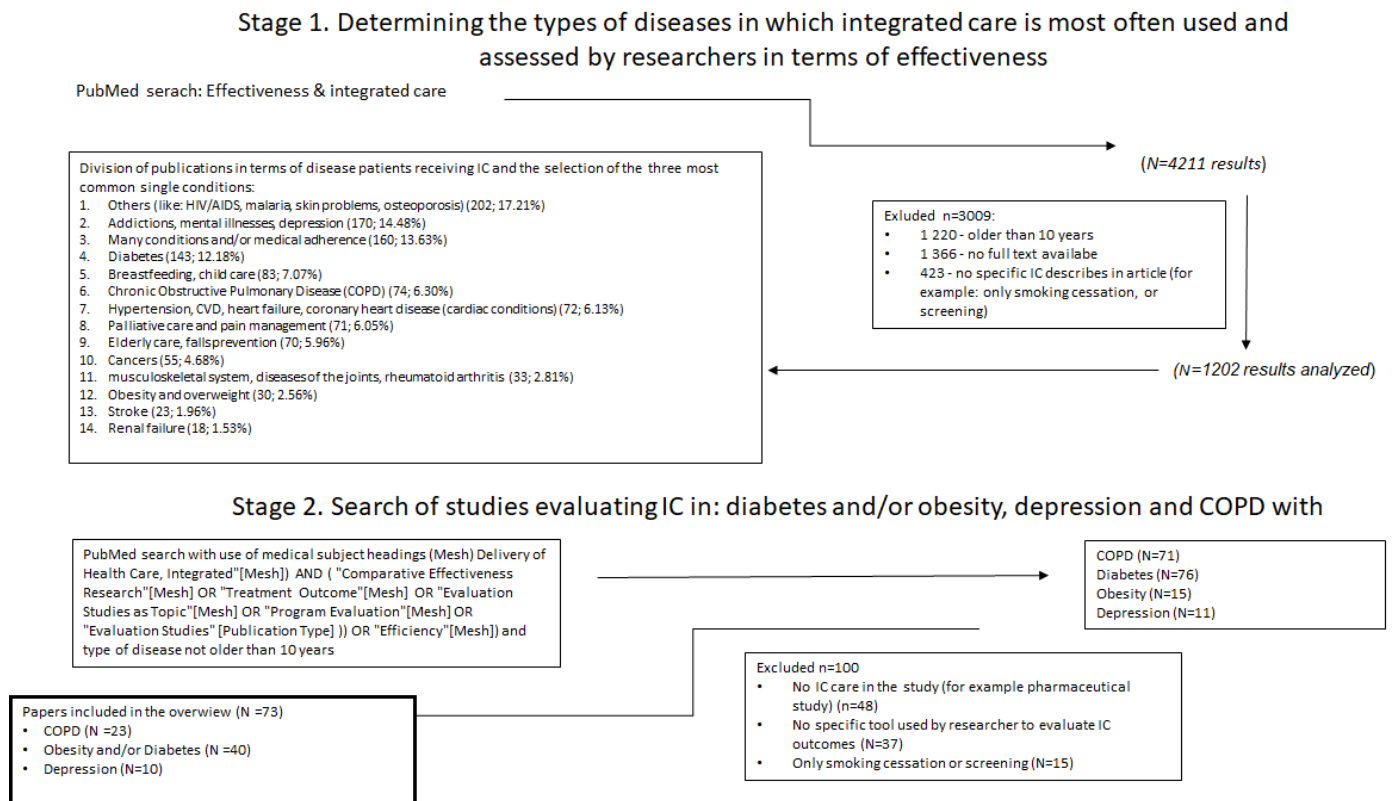 Stage 1. Determining the types of diseases in which integrated care is most often used and
assessed by researchers in terms of effectiveness
PubMed serach: Effectiveness & integrated care
(N=4211 results)
Division of publications in terms of disease patients receiving IC and the selection of the three most
common single conditions:
1. Others (like: HIV/AIDS, malaria, skin problems, osteoporosis) (202; 17.21%)
2. Addictions, mental illnesses, depression (170; 14.48%)
3. Many conditions and/or medical adherence (160; 13.63%)
4. Diabetes (143; 12.18%)
5. Breastfeeding, child care (83; 7.07%)
6. Chronic Obstructive Pulmonary Disease (COPD) (74; 6.30%)
7. Hypertension, CVD, heart failure, coronary heart disease (cardiac conditions) (72; 6.13%)
8. Palliative care and pain management (71; 6.05%)
9. Elderly care, fallsprevention (70; 5.96%)
10. Cancers (55; 4.68%)
11. musculoskeletal system, diseases of the joints, rheumatoid arthritis (33; 2.81%)
12. Obesity and overweight (30; 2.56%)
13. Stroke (23; 1.96%)
14. Renal failure (18; 1.53%)
Exluded n=3009:
• 1 220 - older than 10 years
• 1 366 - no full text availabe
• 423 - no specific IC describes in article (for
example: only smoking cessation, or
screening)
(N=1202 results analyzed)
Stage 2. Search of studies evaluating IC in: diabetes and/or obesity, depression and COPD with
PubMed search with use of medical subject headings (Mesh) Delivery of
Health Care, Integrated"[Mesh]) AND ( "Comparative Effectiveness
Research"[Mesh] OR "Treatment Outcome"[Mesh] OR "Evaluation
Studies as Topic"[Mesh] OR "Program Evaluation"[Mesh] OR
"Evaluation Studies" [Publication Type] )) OR "Efficiency"[Mesh]) and
type of disease not older than 10 years
COPD (N=71)
Diabetes (N=76)
Obesity (N=15)
Depression (N=11)
Excluded n=100
• No IC care in the study (for example pharmaceutical
study) (n=48)
• No specific tool used by researcher to evaluate IC
outcomes (N=37)
• Only smoking cessation or screening (N=15)
Papers included in the overwiew (N =73)
• COPD (N =23)
• Obesity and/or Diabetes (N =40)
• Depression (N=10)